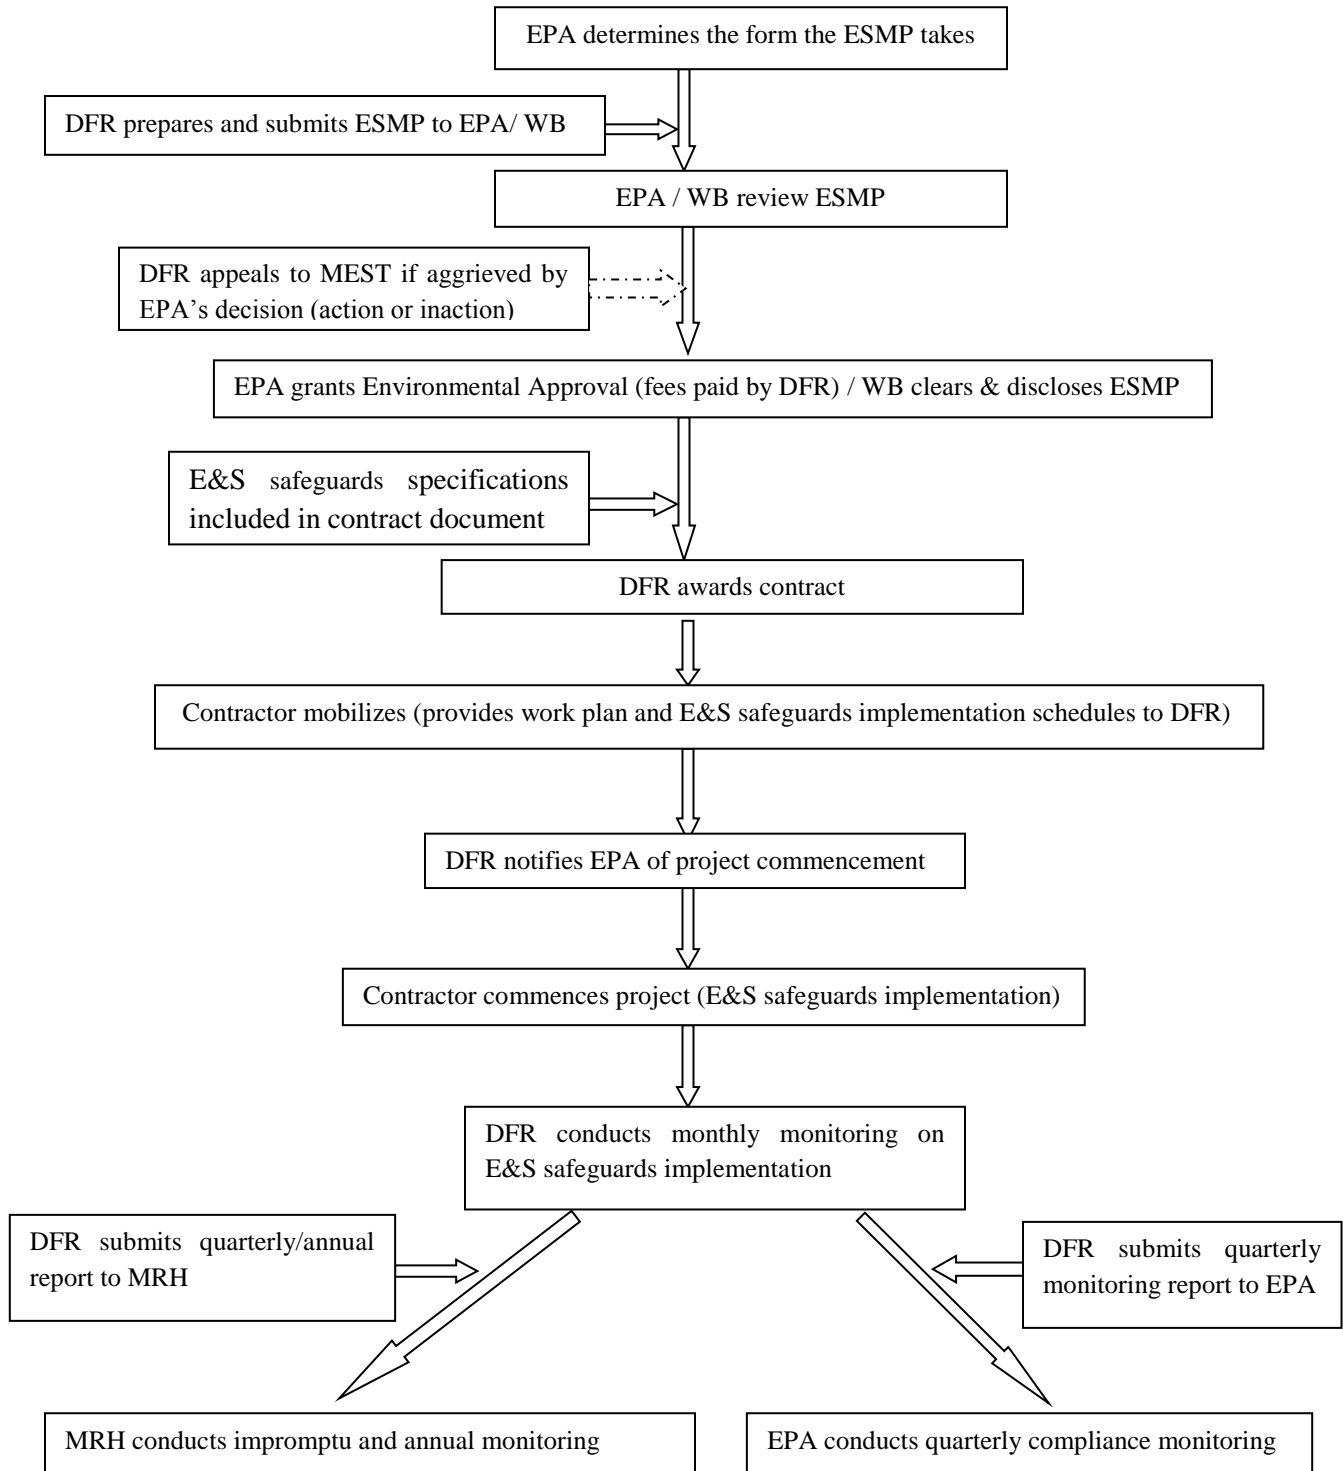 EPA determines the form the ESMP takes
DFR prepares and submits ESMP to EPA/ WB
EPA / WB review ESMP
DFR appeals to MEST if aggrieved by
EPA’s decision (action or inaction)
EPA grants Environmental Approval (fees paid by DFR) / WB clears & discloses ESMP
E&S safeguards specifications
included in contract document
DFR awards contract
Contractor mobilizes (provides work plan and E&S safeguards implementation schedules to DFR)
DFR notifies EPA of project commencement
Contractor commences project (E&S safeguards implementation)
DFR conducts monthly monitoring on
E&S safeguards implementation
DFR submits quarterly/annual
report to MRH
DFR submits quarterly
monitoring report to EPA
MRH conducts impromptu and annual monitoring
EPA conducts quarterly compliance monitoring